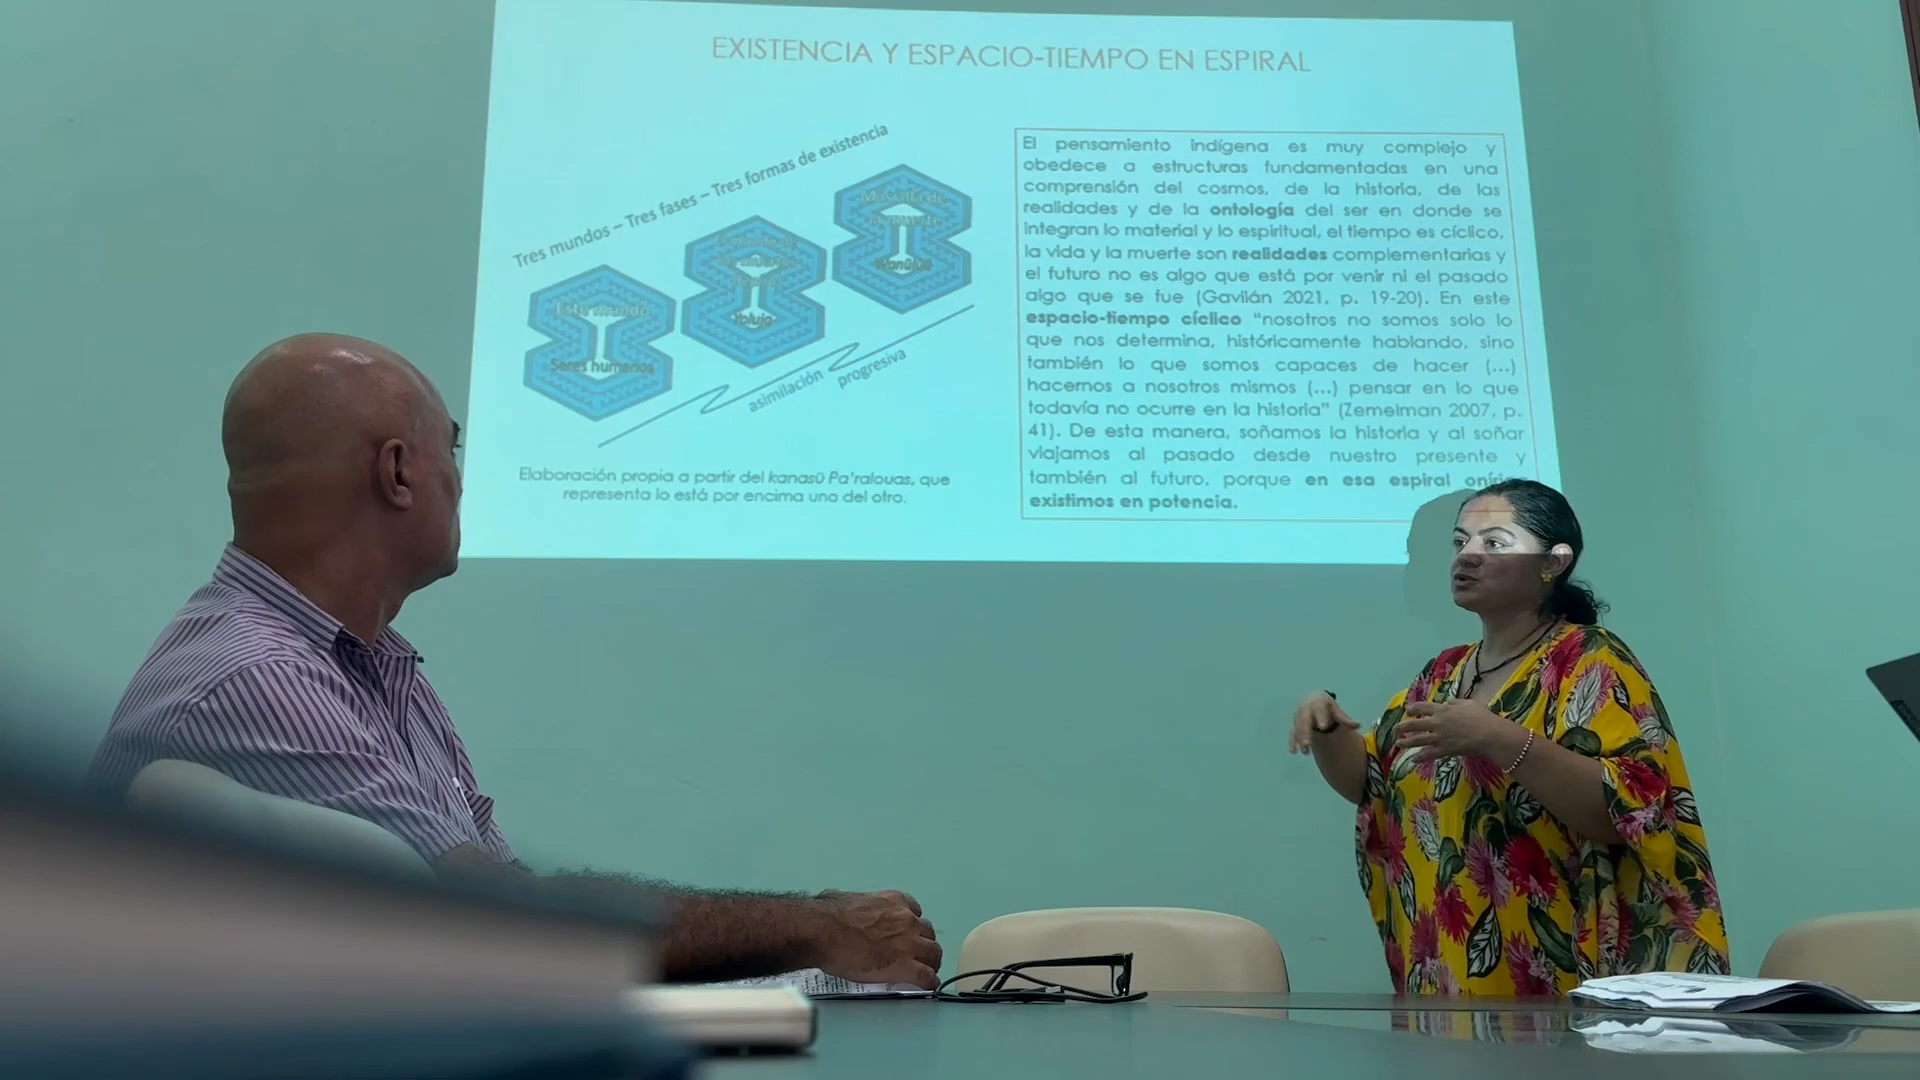 EXISTENCIA Y ESPACIO-TIEMPO EN ESPIRAL
Tres mundos – Tres fases – Tres formas de existencia
Este mundo
Seres humanos
Yoluja
Wanülüü
asimilación progresiva
Elaboración propia a partir del kanasü Pa'ralouas, que
representa lo está por encima uno del otro.
El pensamiento indígena es muy complejo y
obedece a estructuras fundamentadas en una
comprensión del cosmos, de la historia, de las
realidades y de la ontología del ser en donde se
integran lo material y lo espiritual, el tiempo es cíclico,
la vida y la muerte son realidades complementarias y
el futuro no es algo que está por venir ni el pasado
algo que se fue (Gavilán 2021, p. 19-20). En este
espacio-tiempo cíclico "nosotros no somos solo lo
que nos determina, históricamente hablando, sino
también lo que somos capaces de hacer (...)
hacernos a nosotros mismos (...) pensar en lo que
todavía no ocurre en la historia" (Zemelman 2007, p.
41). De esta manera, soñamos la historia y al soñar
viajamos al pasado desde nuestro presente y
también al futuro, porque en esa espiral
existimos en potencia.